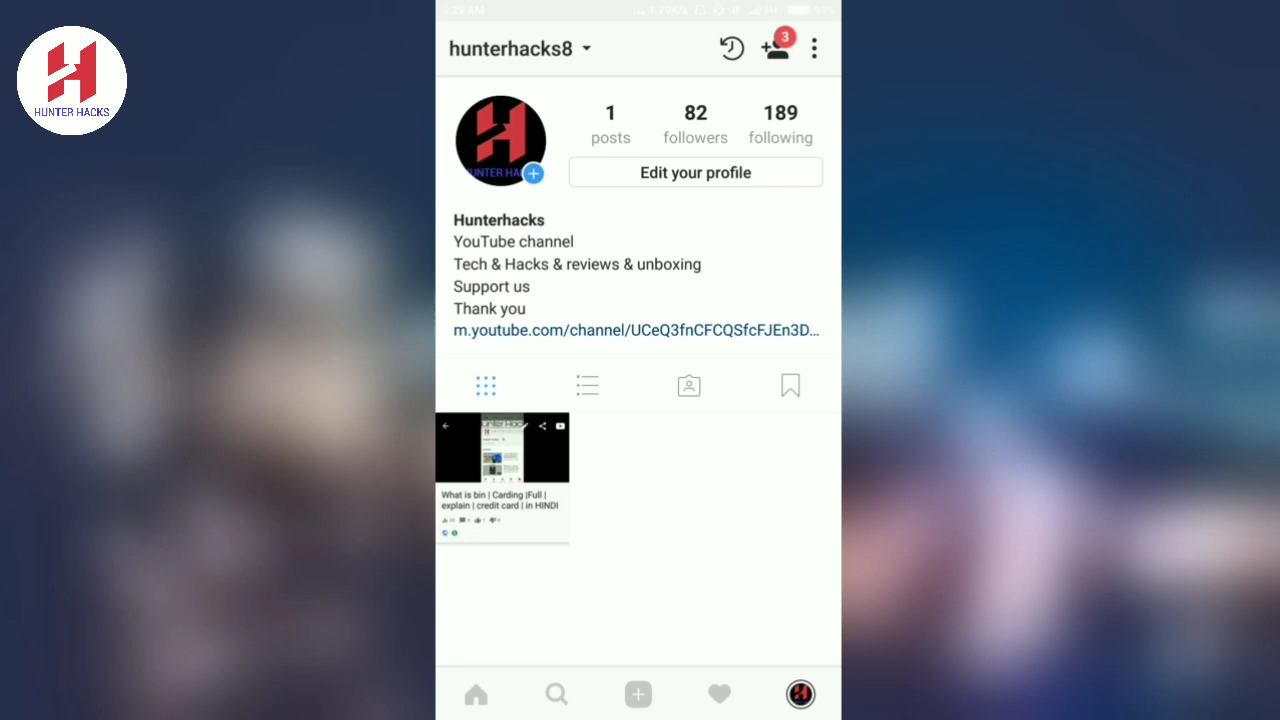 HUNTER HACKS
hunterhacks8
3
1
82
189
posts
followers
following
Edit your profile
Hunterhacks
YouTube channel
Tech & Hacks & reviews & unboxing
Support us
Thank you
m.youtube.com/channel/UCeQ3fnCFCQSfcFJEn3D...
What is bin | Carding |Full |
explain | credit card | in HINDI